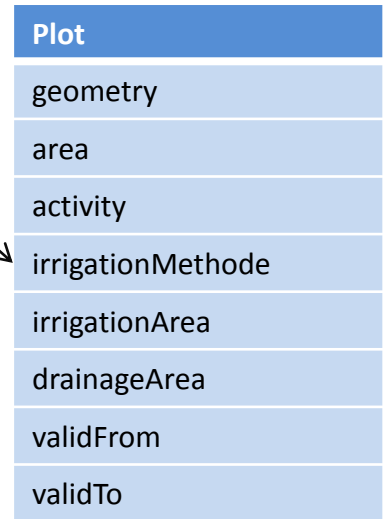 Plot
geometry
area
activity
irrigationMethode
irrigationArea
drainageArea
validFrom
validTo